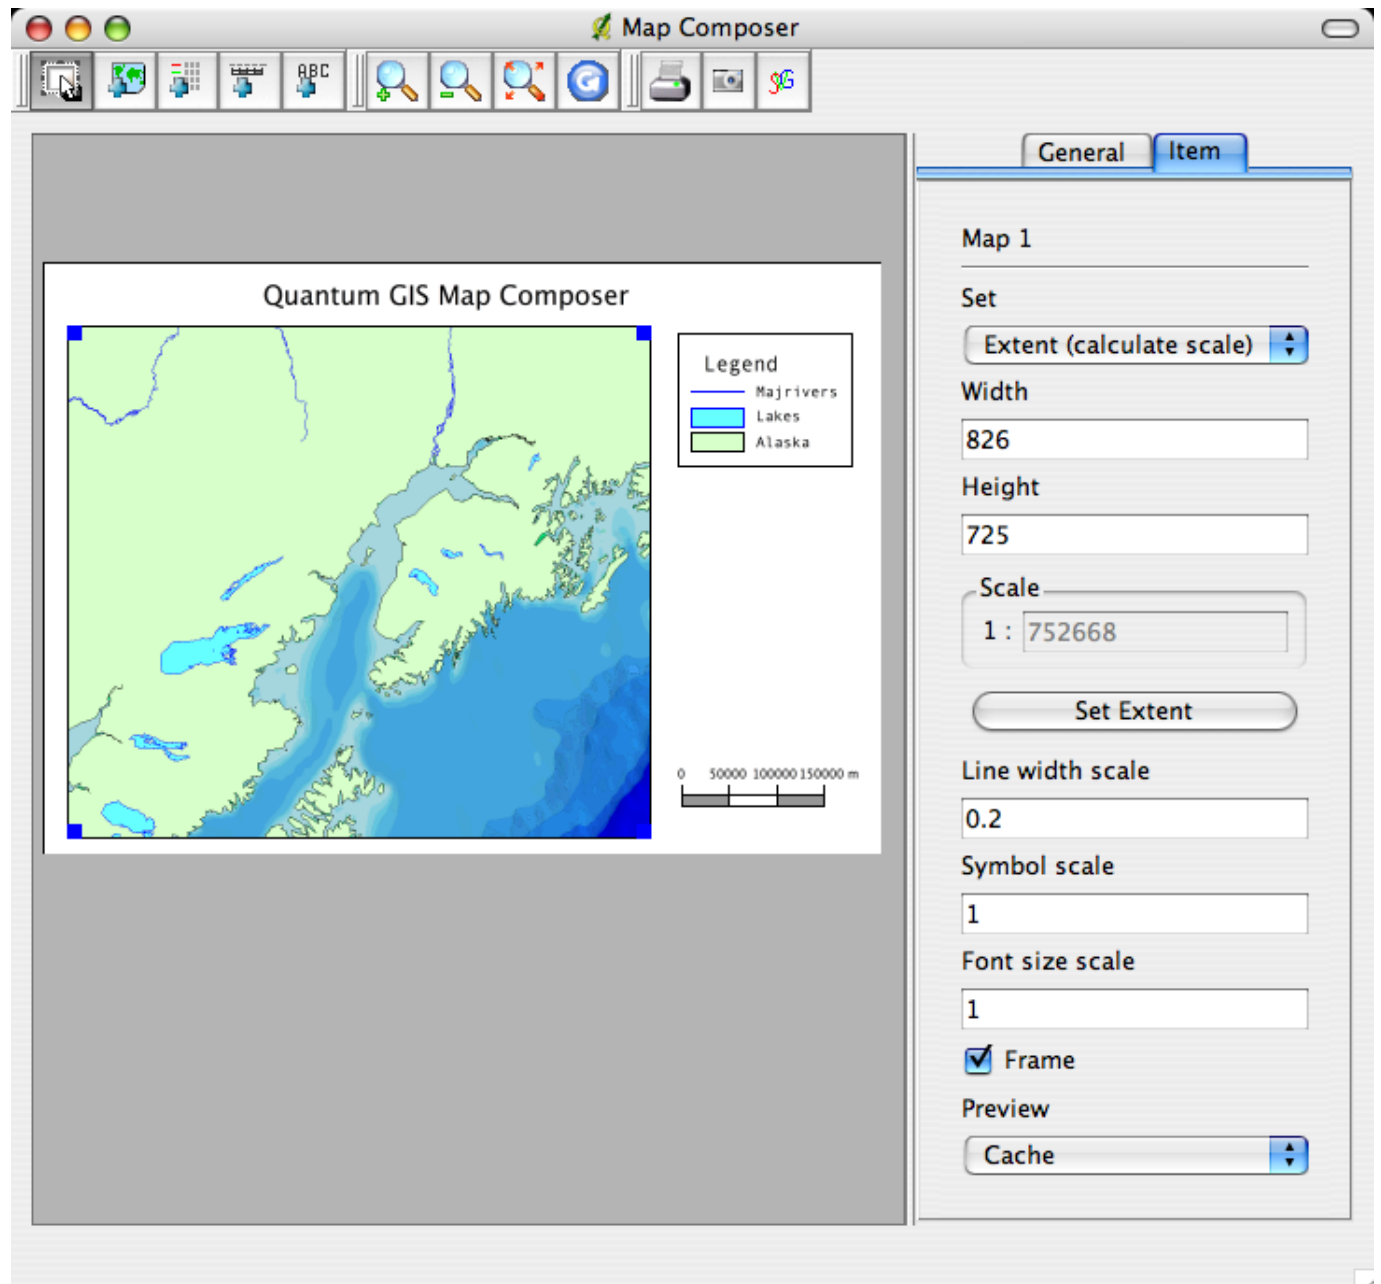 Map Composer
ABC
General
Item
Map 1
Set
Extent (calculate scale)
Width
826
Height
725
Scale
1 : 752668
Set Extent
Line width scale
0.2
Symbol scale
1
Font size scale
1
Frame
Preview
Cache
Quantum GIS Map Composer
Legend
Majrivers
Lakes
Alaska
0 50000 100000 150000 m